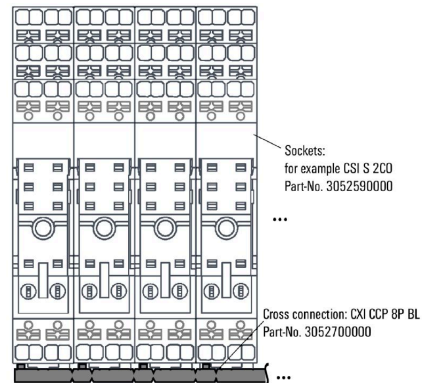 Sockets:
for example CSI S 2CO
Part-No. 3052590000
...
Cross connection: CXI CCP 8P BL
Part-No. 3052700000
...